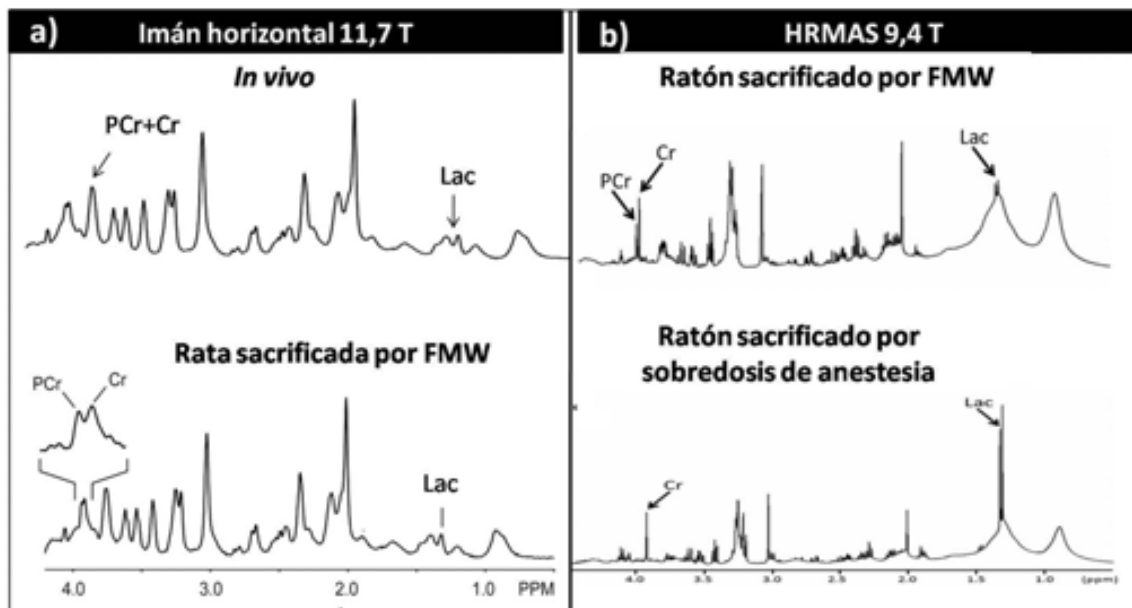 a) Imán horizontal 11,7 T
In vivo
PCr+Cr
Lac
Rata sacrificada por FMW
PCr
Cr
Lac
4.0 3.0 2.0 1.0 PPM
b) HRMAS 9,4 T
Ratón sacrificado por FMW
Lac
Cr
PCr
Ratón sacrificado por
sobredosis de anestesia
Lac
Cr
4.0 3.5 3.0 2.5 2.0 1.5 1.0 (ppm)